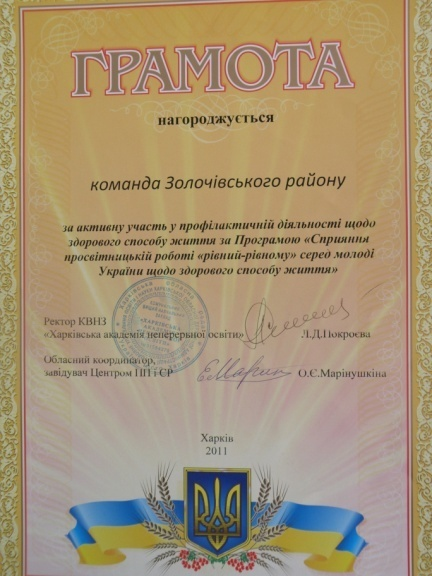 ГРАМОТА
нагороджується
команда Золочівського району
за активну участь у профілактичній діяльності щодо
здорового способу життя за Програмою «Сприяння
просвітницькій роботі «рівний-рівному» серед молоді
України щодо здорового способу життя»
Ректор КВНЗ
«Харківська академія неперервної освіти» Л.Д.Покроєва
Обласний координатор,
завідувач Центром ПП і СР О.Є.Марінушкіна
Харків
2011